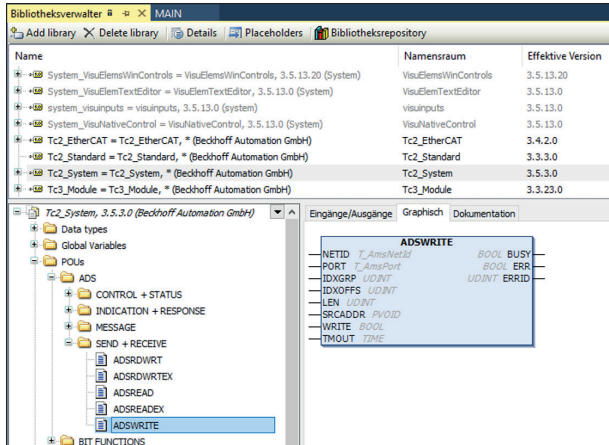 Bibliotheksverwalter MAIN
Add library Delete library Details Placeholders Bibliotheksrepository
Name Namensraum Effektive Version
System_VisuElemsWinControls = VisuElemsWinControls, 3.5.13.20 (System) VisuElemsWinControls 3.5.13.20
System_VisuElemTextEditor = VisuElemTextEditor, 3.5.13.0 (System) VisuElemTextEditor 3.5.13.0
system_visuinputs = visuinputs, 3.5.13.0 (system) visuinputs 3.5.13.0
System_VisuNativeControl = VisuNativeControl, 3.5.13.0 (System) VisuNativeControl 3.5.13.0
Tc2_EtherCAT = Tc2_EtherCAT, * (Beckhoff Automation GmbH) Tc2_EtherCAT 3.4.2.0
Tc2_Standard = Tc2_Standard, * (Beckhoff Automation GmbH) Tc2_Standard 3.3.3.0
Tc2_System = Tc2_System, * (Beckhoff Automation GmbH) Tc2_System 3.5.3.0
Tc3_Module = Tc3_Module, * (Beckhoff Automation GmbH) Tc3_Module 3.3.23.0
Tc2_System, 3.5.3.0 (Beckhoff Automation GmbH)
Data types
Global Variables
POUs
ADS
CONTROL + STATUS
INDICATION + RESPONSE
MESSAGE
SEND + RECEIVE
ADSRDWRT
ADSRDWRTEX
ADSREAD
ADSREADEX
ADSWRITE
BIT FUNCTIONS
Eingänge/Ausgänge Graphisch Dokumentation
ADSWRITE
NETID T_AmsNetId BOOL BUSY
PORT T_AmsPort BOOL ERR
IDXGRP UDINT UDINT ERRID
IDXOFFS UDINT
LEN UDINT
SRCADDR PVOID
WRITE BOOL
TMOUT TIME